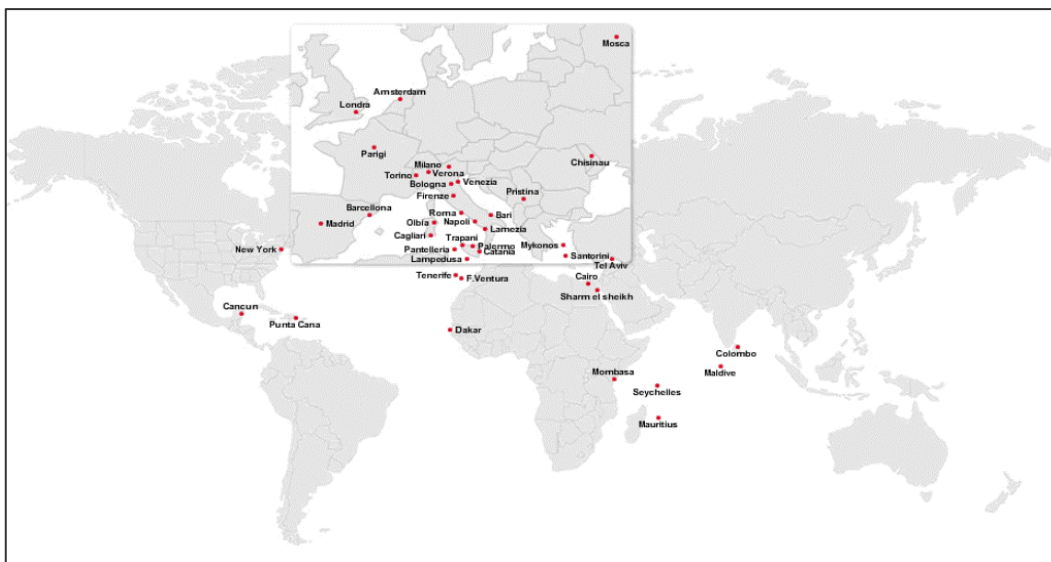 Mosca
Amsterdam
Londra
Parigi
Chisinau
Milano
Verona
Torino
Venezia
Bologna
Pristina
Firenze
Barcellona
Roma
Bari
Madrid
Olbia
Napoli
Lamezia
Cagliari
Trapani
Mykonos
New York
Pantelleria
Palermo
Catania
Santorini
Lampedusa
Tel Aviv
Tenerife
F.Ventura
Cairo
Sharm el sheikh
Cancun
Punta Cana
Dakar
Colombo
Mombasa
Maldive
Seychelles
Mauritius